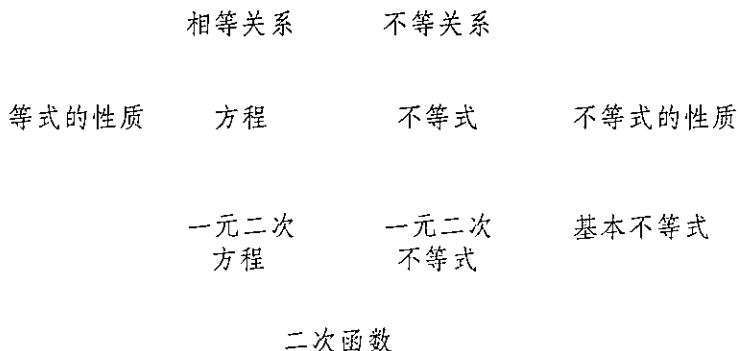 相等关系 不等关系
等式的性质 方程 不等式 不等式的性质
一元二次 一元二次 基本不等式
方程 不等式
二次函数